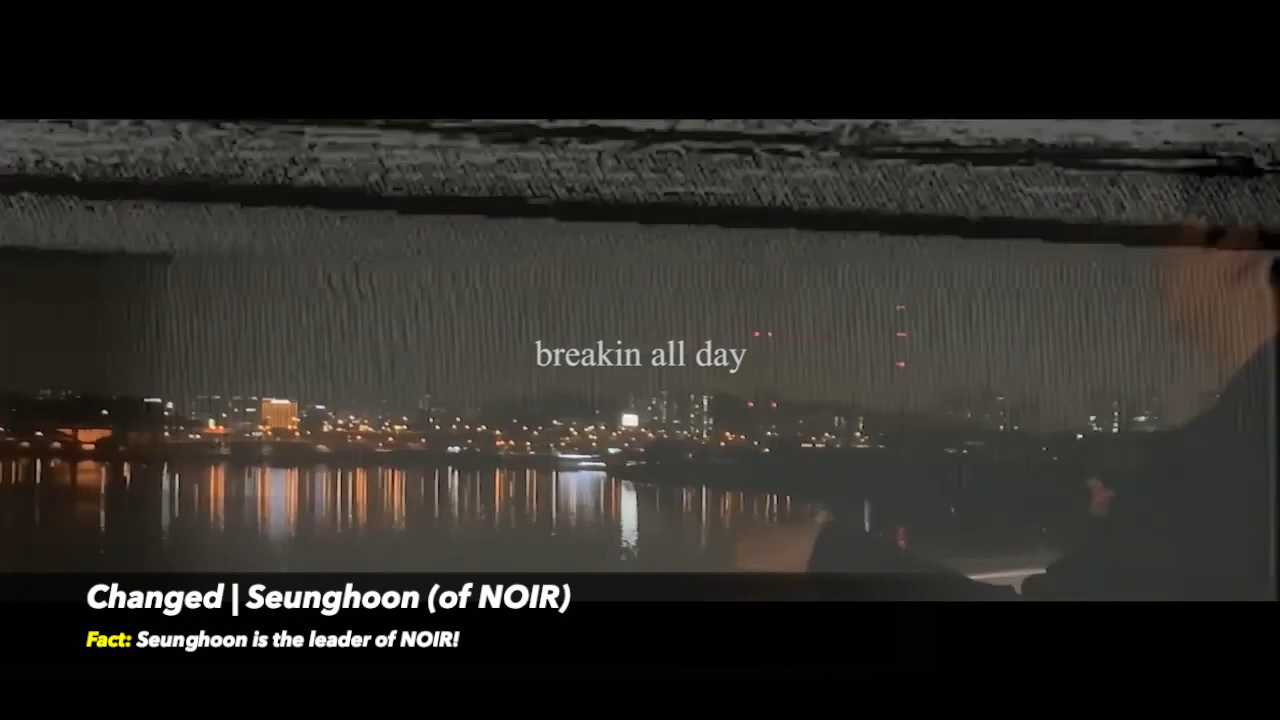 breakin all day
Changed | Seunghoon (of NOIR)
Fact: Seunghoon is the leader of NOIR!